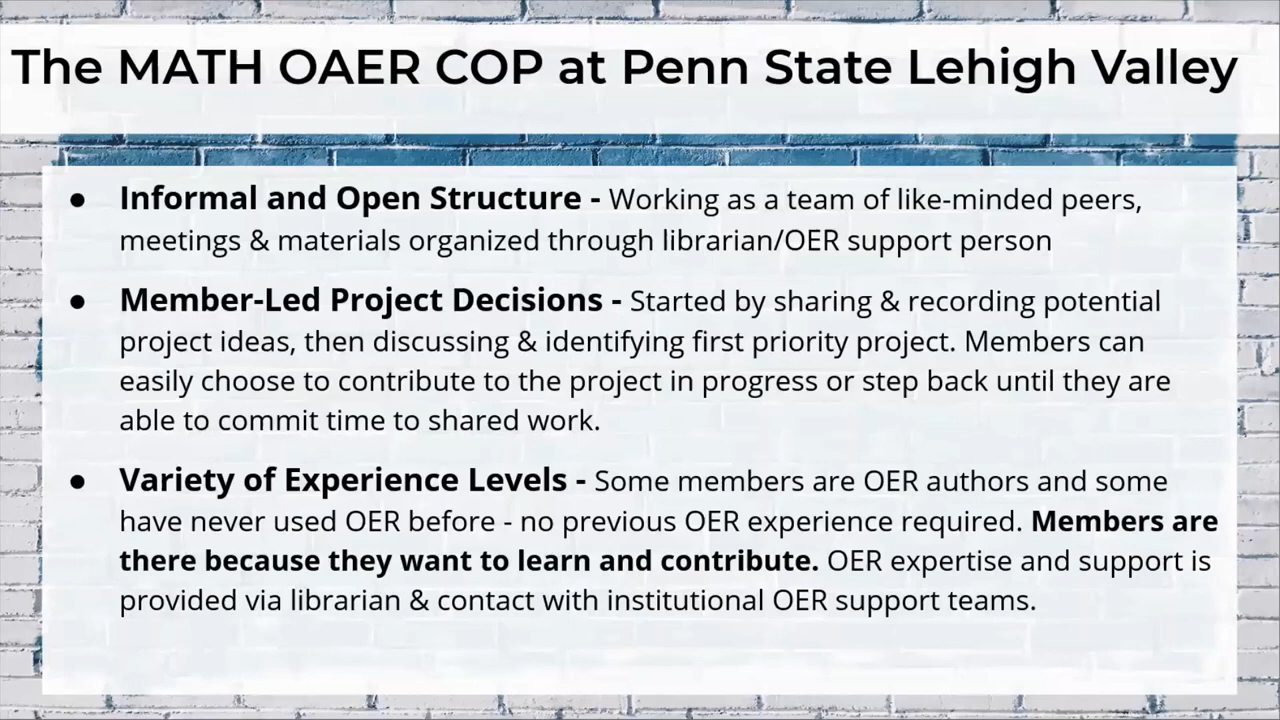 The MATH OAER COP at Penn State Lehigh Valley
● Informal and Open Structure - Working as a team of like-minded peers,
meetings & materials organized through librarian/OER support person
● Member-Led Project Decisions - Started by sharing & recording potential
project ideas, then discussing & identifying first priority project. Members can
easily choose to contribute to the project in progress or step back until they are
able to commit time to shared work.
● Variety of Experience Levels - Some members are OER authors and some
have never used OER before - no previous OER experience required. Members are
there because they want to learn and contribute. OER expertise and support is
provided via librarian & contact with institutional OER support teams.